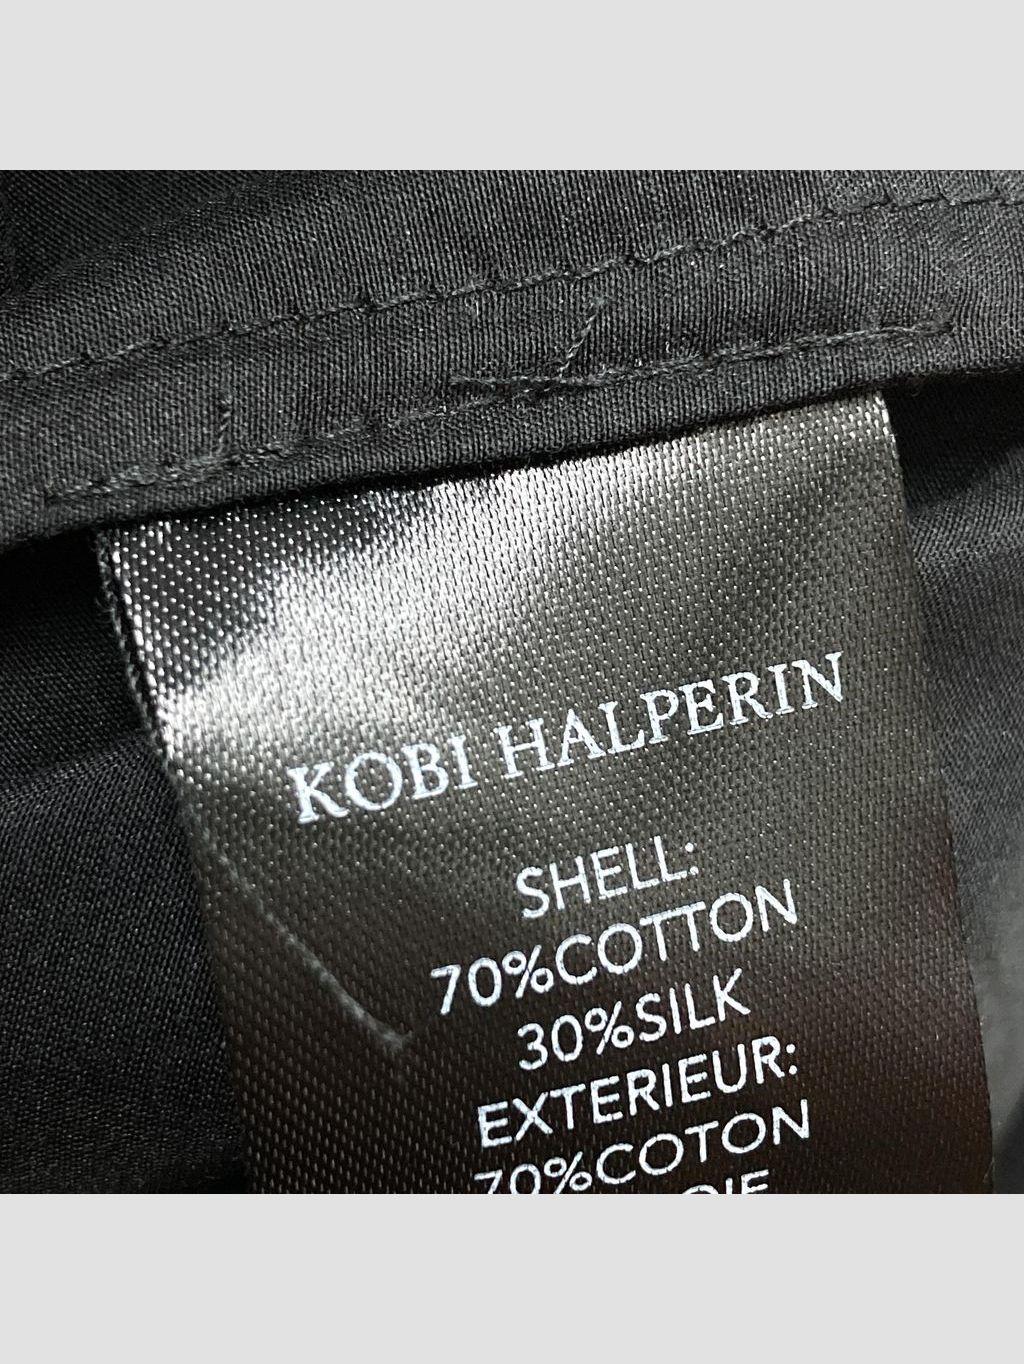 KOBI HALPERIN
SHELL:
70%COTTON
30%SILK
EXTERIEUR:
70%COTON